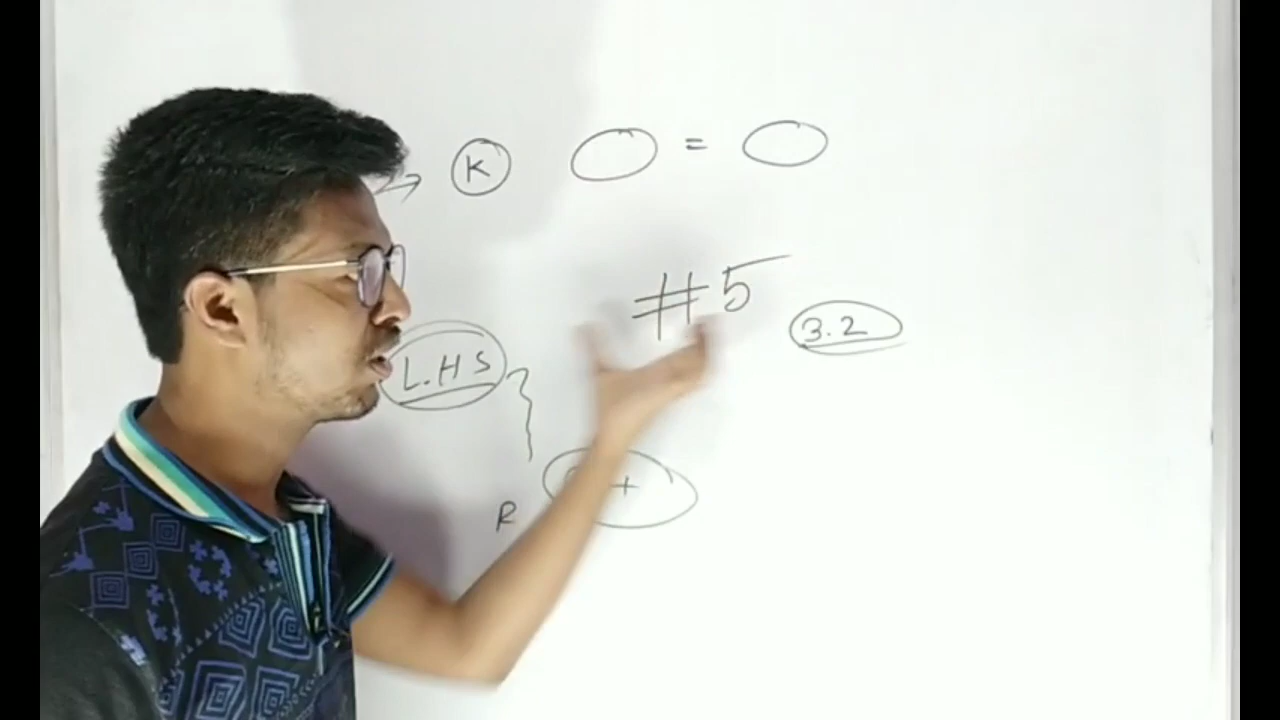 → K =
#5
3.2
L.H S
+
R